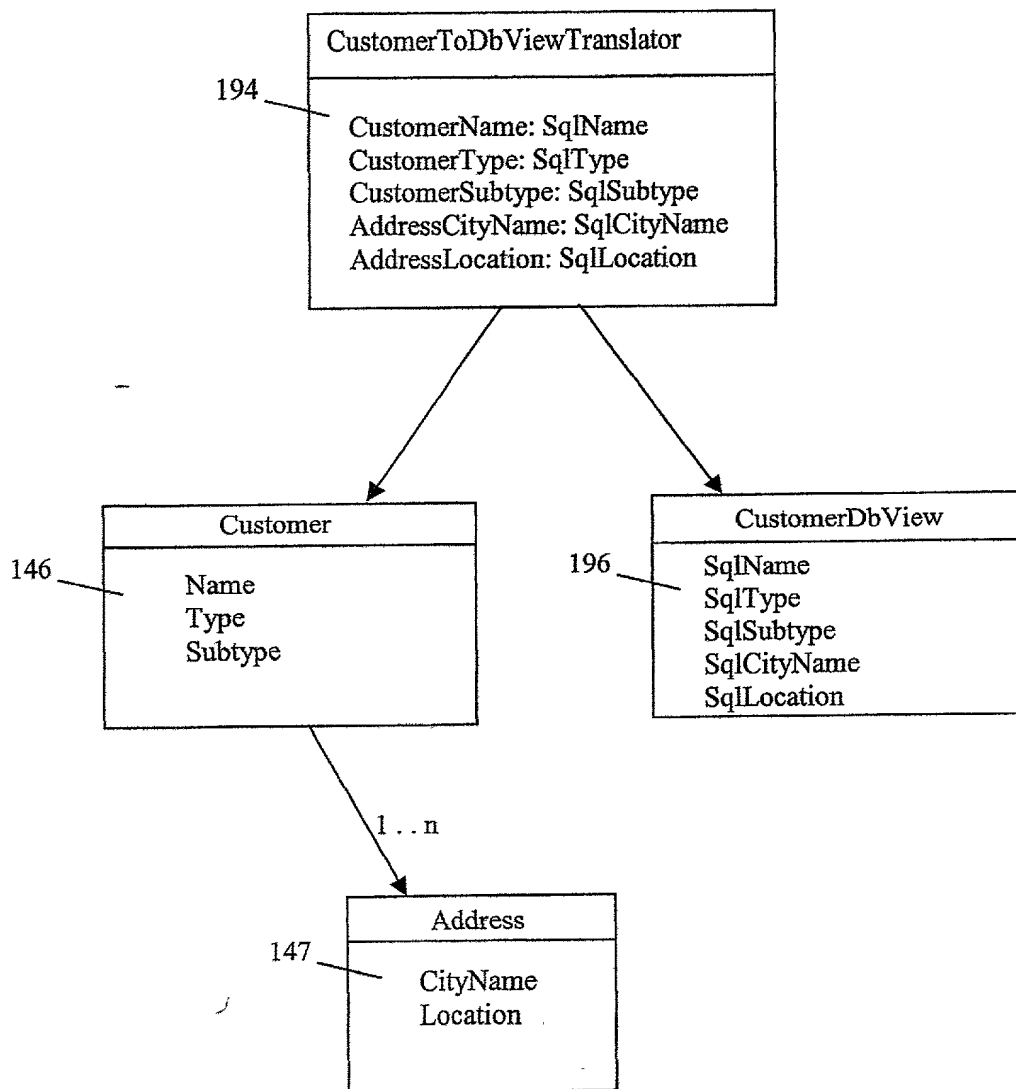 CustomerToDbViewTranslator
194
CustomerName: SqlName
CustomerType: SqlType
CustomerSubtype: SqlSubtype
AddressCityName: SqlCityName
AddressLocation: SqlLocation
Customer
146
Name
Type
Subtype
CustomerDbView
196
SqlName
SqlType
SqlSubtype
SqlCityName
SqlLocation
1 . . n
Address
147
CityName
Location